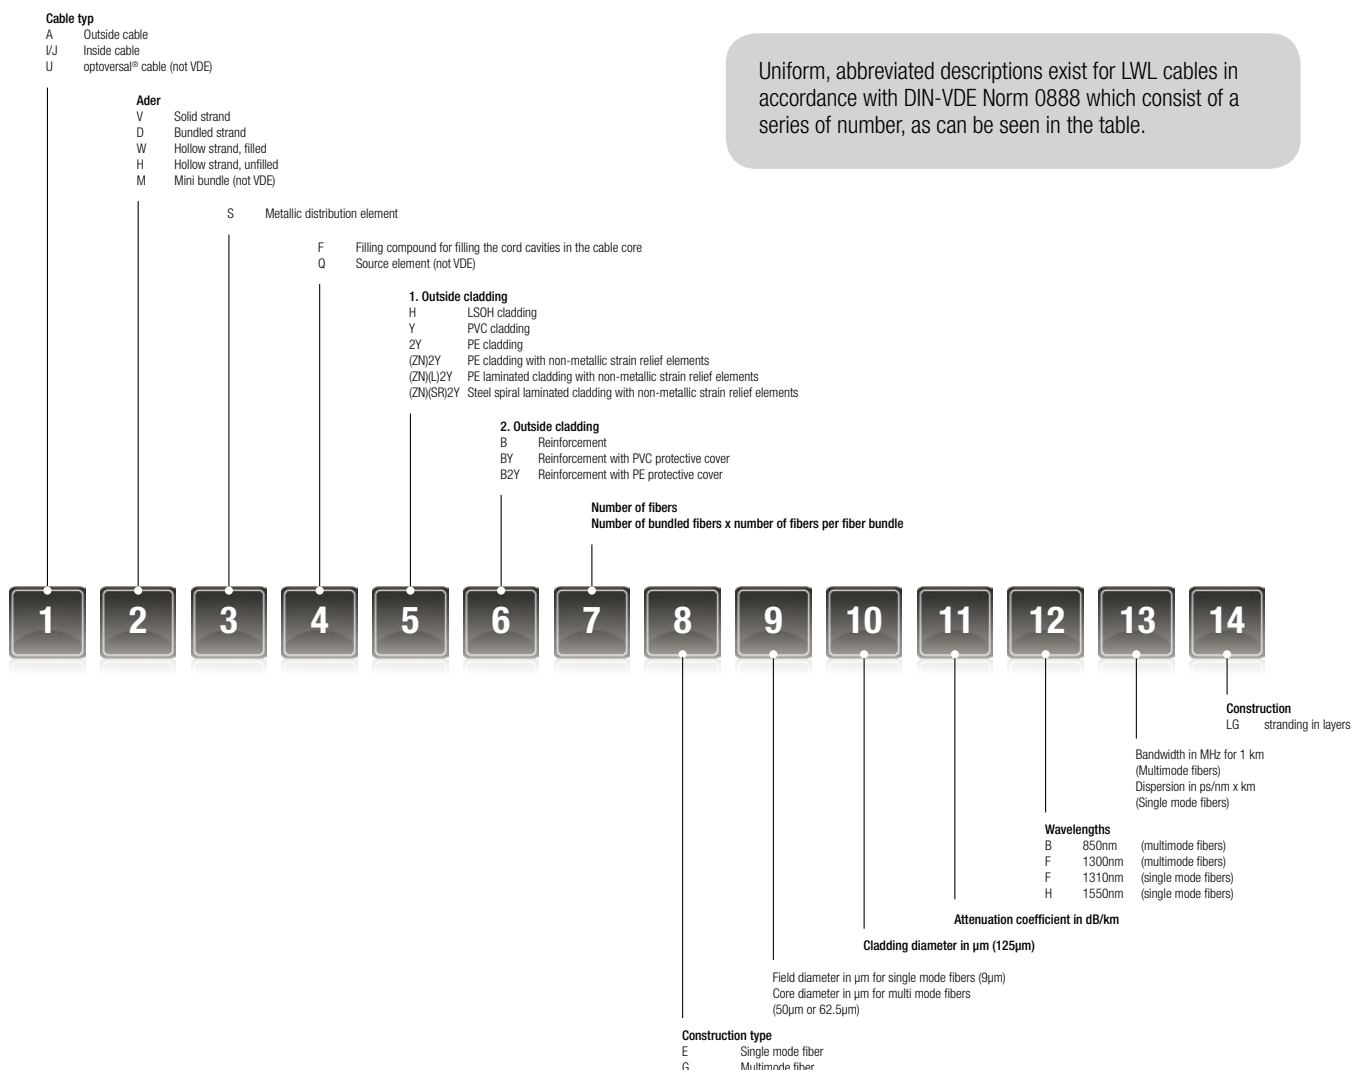 Cable typ
A Outside cable
I/J Inside cable
U optoversal® cable (not VDE)
Uniform, abbreviated descriptions exist for LWL cables in
accordance with DIN-VDE Norm 0888 which consist of a
series of number, as can be seen in the table.
Ader
V Solid strand
D Bundled strand
W Hollow strand, filled
H Hollow strand, unfilled
M Mini bundle (not VDE)
S Metallic distribution element
F Filling compound for filling the cord cavities in the cable core
Q Source element (not VDE)
1. Outside cladding
H LSOH cladding
Y PVC cladding
2Y PE cladding
(ZN)2Y PE cladding with non-metallic strain relief elements
(ZN)(L)2Y PE laminated cladding with non-metallic strain relief elements
(ZN)(SR)2Y Steel spiral laminated cladding with non-metallic strain relief elements
2. Outside cladding
B Reinforcement
BY Reinforcement with PVC protective cover
B2Y Reinforcement with PE protective cover
Number of fibers
Number of bundled fibers x number of fibers per fiber bundle
1 2 3 4 5 6 7 8 9 10 11 12 13 14
Construction
LG stranding in layers
Bandwidth in MHz for 1 km
(Multimode fibers)
Dispersion in ps/nm x km
(Single mode fibers)
Wavelengths
B 850nm (multimode fibers)
F 1300nm (multimode fibers)
F 1310nm (single mode fibers)
H 1550nm (single mode fibers)
Attenuation coefficient in dB/km
Cladding diameter in µm (125µm)
Field diameter in µm for single mode fibers (9µm)
Core diameter in µm for multi mode fibers
(50µm or 62.5µm)
Construction type
E Single mode fiber
G Multimode fiber